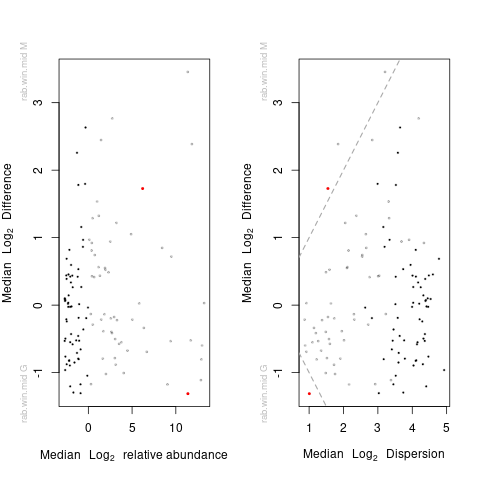 rab.win.mid M
rab.win.mid G
Median Log2 Difference
-1 0 1 2 3
0 5 10
Median Log2 relative abundance
rab.win.mid M
rab.win.mid G
Median Log2 Difference
-1 0 1 2 3
1 2 3 4 5
Median Log2 Dispersion